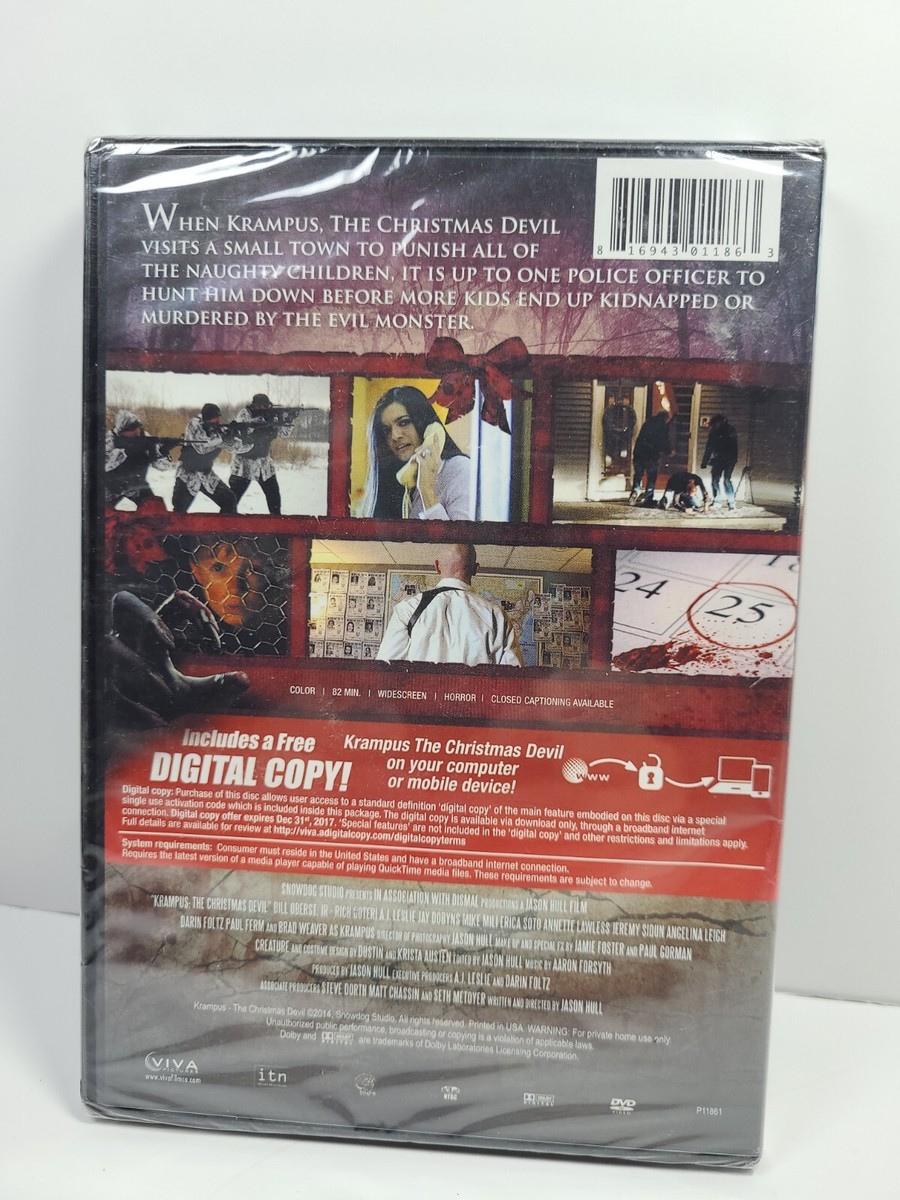 WHEN KRAMPUS, THE CHRISTMAS DEVIL
VISITS A SMALL TOWN TO PUNISH ALL OF
THE NAUGHTY CHILDREN, IT IS UP TO ONE POLICE OFFICER TO
HUNT HIM DOWN BEFORE MORE KIDS END UP KIDNAPPED OR
MURDERED BY THE EVIL MONSTER.
8 16943 01186 3
24
25
COLOR | 82 MIN. | WIDESCREEN | HORROR | CLOSED CAPTIONING AVAILABLE
Includes a Free
DIGITAL COPY!
Krampus The Christmas Devil
on your computer
or mobile device!
www
Digital copy: Purchase of this disc allows user access to a standard definition 'digital copy' of the main feature embodied on this disc via a special
single use activation code which is included inside this package. The digital copy is available via download only, through a broadband internet
connection. Digital copy offer expires Dec 31st, 2017. 'Special features' are not included in the 'digital copy' and other restrictions and limitations apply.
Full details are available for review at http://viva.adigitalcopy.com/digitalcopyterms
System requirements: Consumer must reside in the United States and have a broadband internet connection.
Requires the latest version of a media player capable of playing QuickTime media files. These requirements are subject to change.
SNOWDOG STUDIO PRESENTS IN ASSOCIATION WITH DISMAL PRODUCTIONS A JASON HULL FILM
"KRAMPUS: THE CHRISTMAS DEVIL" BILL OBERST, JR - RICH GOTERI A.J. LESLIE JAY DOBYNS MIKE MILI ERICA SOTO ANNETTE LAWLESS JEREMY SIDUN ANGELINA LEIGH
DARIN FOLTZ PAUL FERM AND BRAD WEAVER AS KRAMPUS DIRECTOR OF PHOTOGRAPHY JASON HULL MAKE UP AND SPECIAL FX BY JAMIE FOSTER AND PAUL GORMAN
CREATURE AND COSTUME DESIGN BY DUSTIN AND KRISTA AUSTEN EDITED BY JASON HULL MUSIC BY AARON FORSYTH
PRODUCED BY JASON HULL EXECUTIVE PRODUCERS A.J. LESLIE AND DARIN FOLTZ
ASSOCIATE PRODUCERS STEVE DORTH MATT CHASSIN AND SETH METOYER WRITTEN AND DIRECTED BY JASON HULL
Krampus - The Christmas Devil ©2014, Snowdog Studio. All rights reserved. Printed in USA. WARNING: For private home use only.
Unauthorized public performance, broadcasting or copying is a violation of applicable laws.
Dolby and DOLBY DIGITAL are trademarks of Dolby Laboratories Licensing Corporation.
VIVA
www.vivafilms.com
itn
DOLBY DIGITAL
DVD
VIDEO
P11861